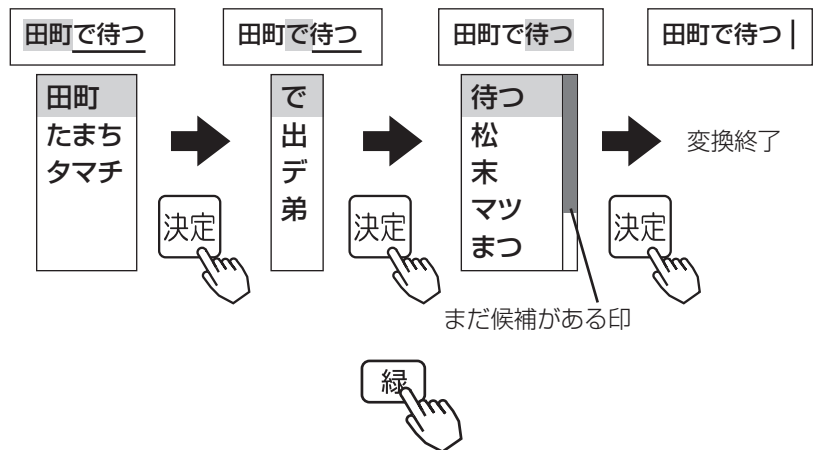 田町で待つ
田町で待つ
田町で待つ
田町で待つ
田町
たまち
タマチ
で
出
デ
弟
待つ
松
末
マツ
まつ
変換終了
決定
決定
決定
まだ候補がある印
緑